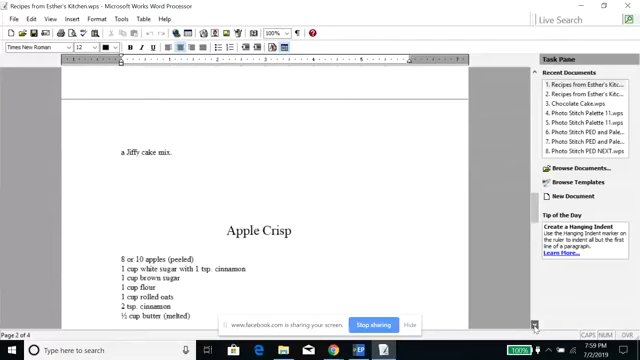 Recipes from Esther's Kitchen.wps - Microsoft Works Word Processor
File Edit View Insert Format Tools Table Help
Live Search
100%
Times New Roman 12 B I U
a Jiffy cake mix.
Apple Crisp
8 or 10 apples (peeled)
1 cup white sugar with 1 tsp. cinnamon
1 cup brown sugar
1 cup flour
1 cup rolled oats
2 tsp. cinnamon
½ cup butter (melted)
Task Pane
Recent Documents
1. Recipes from Esther's Kitc...
2. Recipes from Esther's Kitc...
3. Chocolate Cake.wps
4. Photo Stitch Palette 11.wps
5. Photo Stitch Palette 11.wps
6. Photo Stitch PED and Palle...
7. Photo Stitch PED and Palle...
8. Photo Stitch PED NEXT.wps
Browse Documents...
Browse Templates
New Document
Tip of the Day
Create a Hanging Indent
Use the Hanging Indent marker on
the ruler to indent all but the first
line of a paragraph.
Learn More...
www.facebook.com is sharing your screen. Stop sharing Hide
Page 2 of 4
CAPS NUM OVR
Type here to search
100%
7:59 PM
7/2/2019